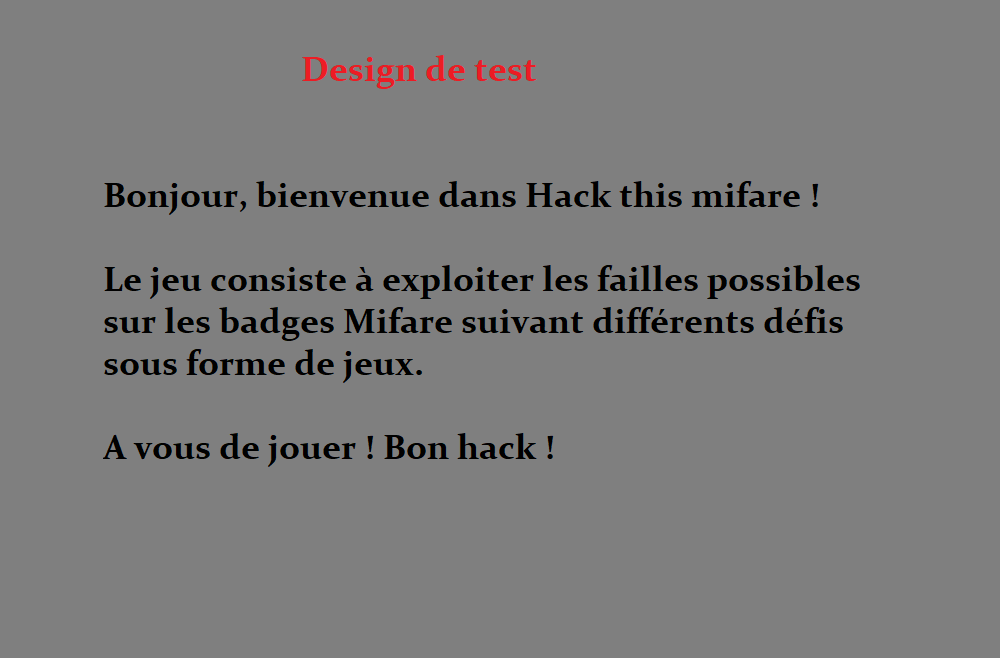 Design de test
Bonjour, bienvenue dans Hack this mifare !
Le jeu consiste à exploiter les failles possibles
sur les badges Mifare suivant différents défis
sous forme de jeux.
A vous de jouer ! Bon hack !